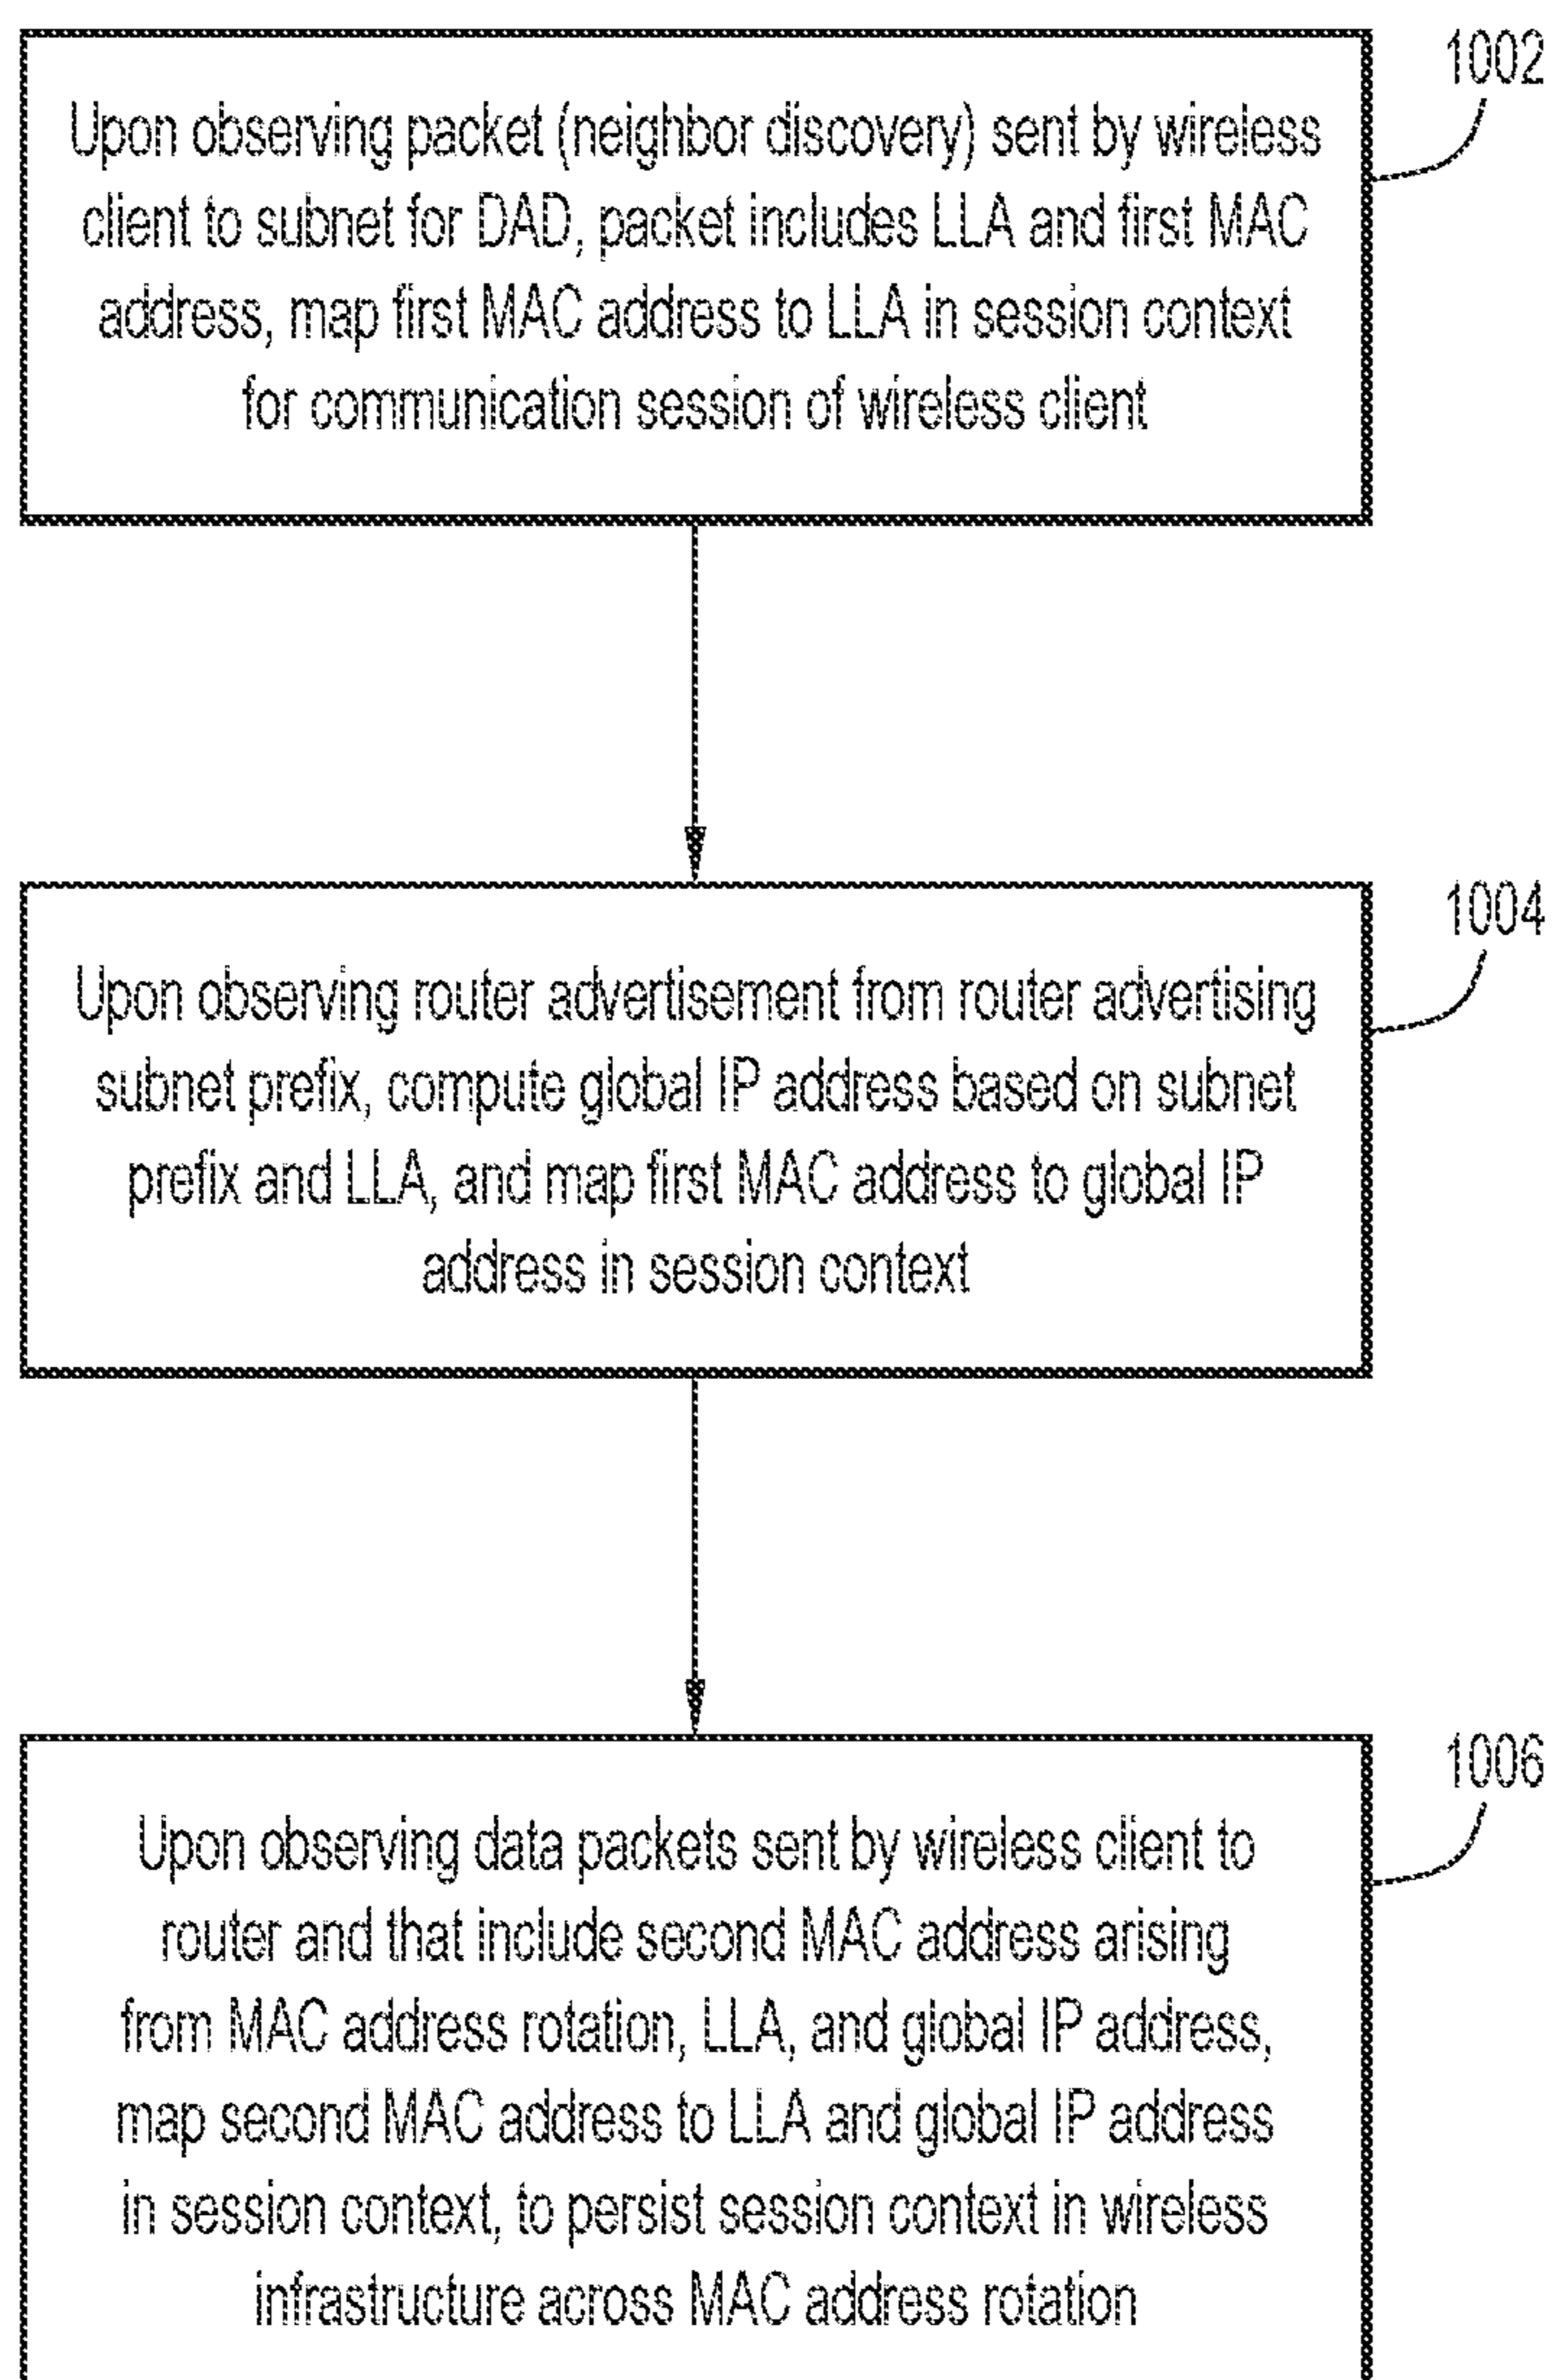 1002
Upon observing packet (neighbor discovery) sent by wireless
client to subnet for DAD, packet includes LLA and first MAC
address, map first MAC address to LLA in session context
for communication session of wireless client
1004
Upon observing router advertisement from router advertising
subnet prefix, compute global IP address based on subnet
prefix and LLA, and map first MAC address to global IP
address in session context
1006
Upon observing data packets sent by wireless client to
router and that include second MAC address arising
from MAC address rotation, LLA, and global IP address,
map second MAC address to LLA and global IP address
in session context, to persist session context in wireless
infrastructure across MAC address rotation